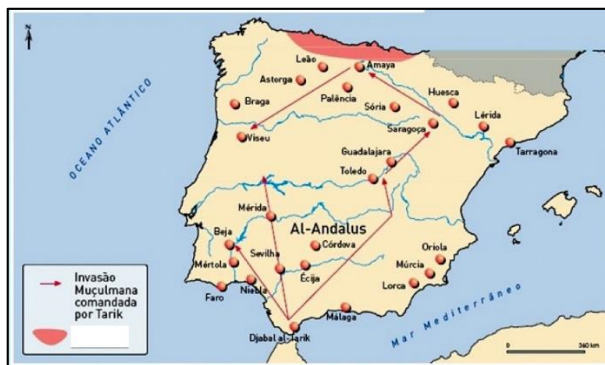 OCEANO ATLÂNTICO
Leão
Amaya
Astorga
Palência
Huesca
Braga
Sória
Lérida
Saragoça
Viseu
Tarragona
Guadalajara
Toledo
Mérida
Al-Andalus
Beja
Córdova
Oriola
Sevilha
Mértola
Écija
Múrcia
Lorca
Faro
Niebla
Málaga
Djabal al-Tarik
Mar Mediterrâneo
Invasão
Muçulmana
comandada
por Tarik
N
0
360 km